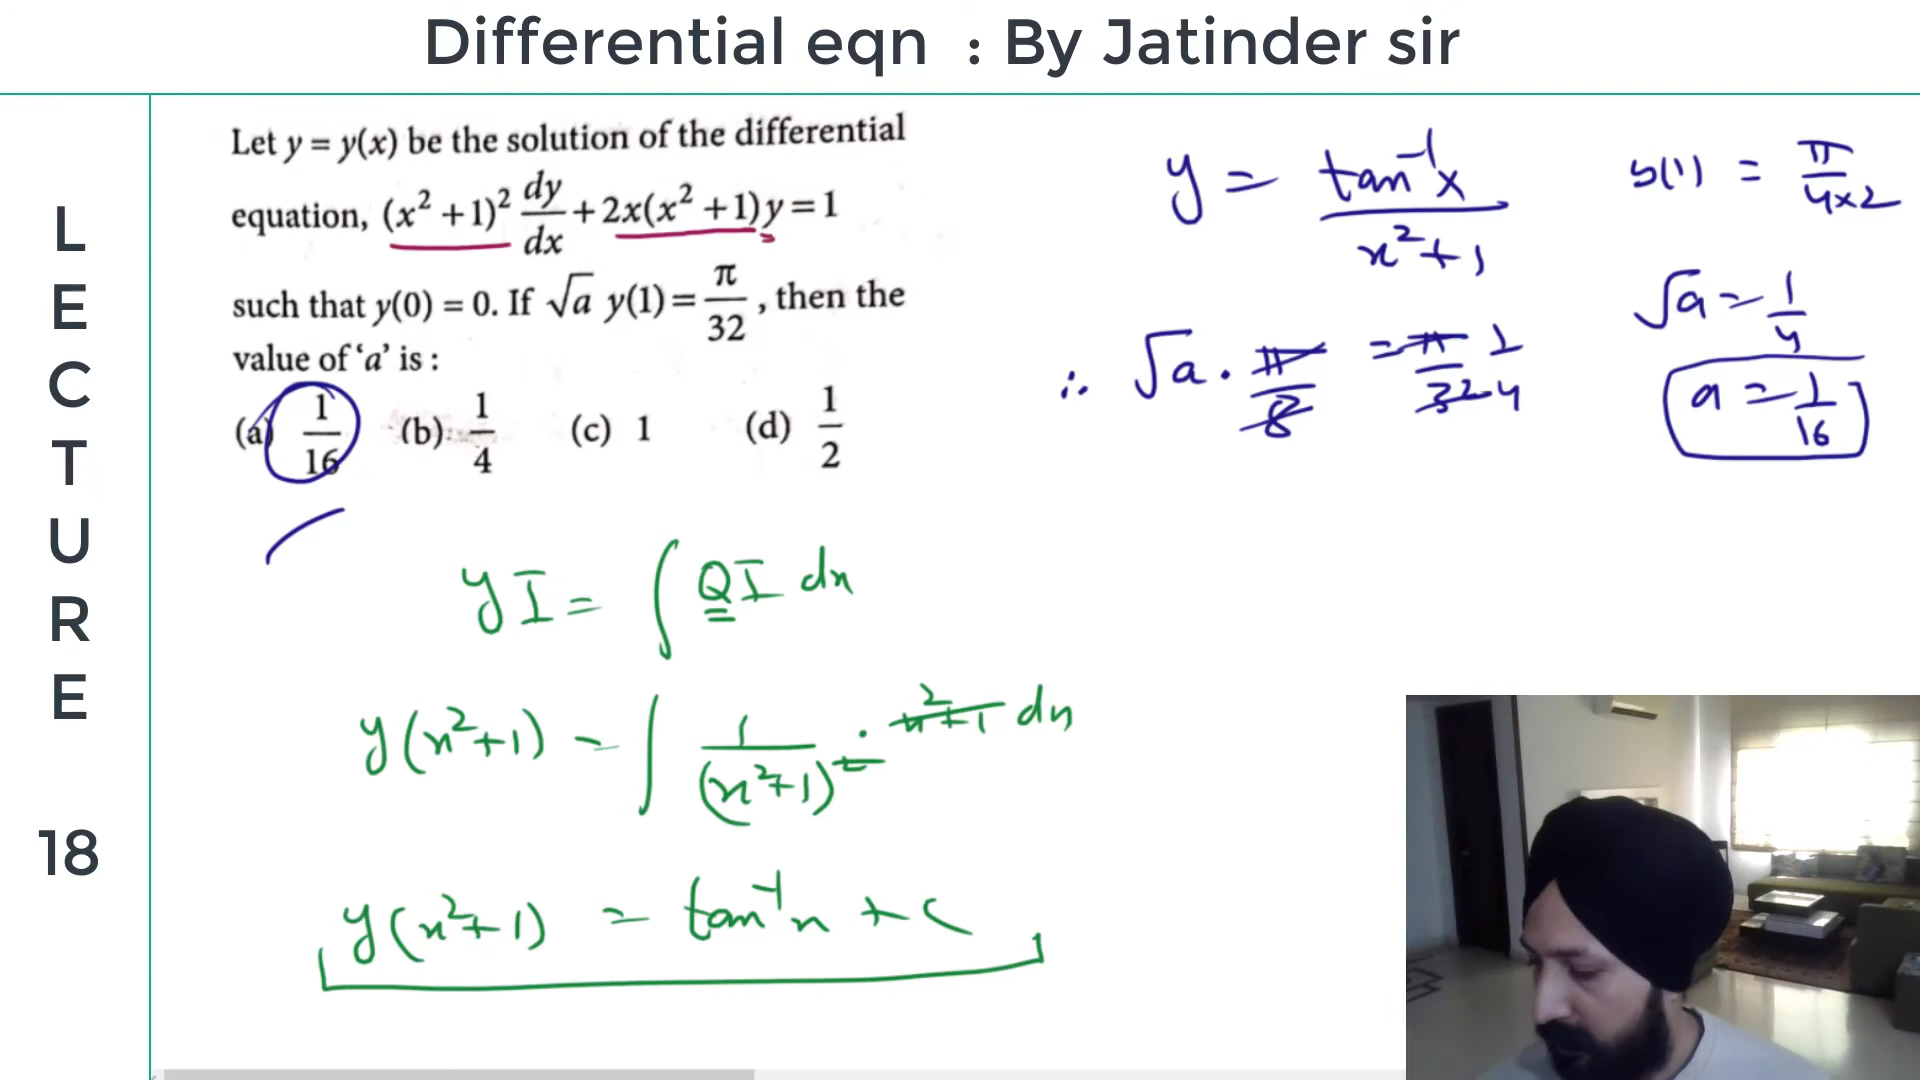 Differential eqn : By Jatinder sir
LECTURE
18
Let y = y(x) be the solution of the differential
equation, (x² +1)² dy/dx + 2x(x² +1)y = 1
such that y(0) = 0. If √a y(1) = π/32, then the
value of ‘a’ is :
(a) 1/16 (b) 1/4 (c) 1 (d) 1/2
yI = ∫ QI dx
y(x²+1) = ∫ 1/(x²+1)² · x²+1 dx
y(x²+1) = tan⁻¹x + c
y = tan⁻¹x / x²+1
y(1) = π/4×2
∴ √a · π/8 = π/32 1 4
√a = 1/4
a = 1/16